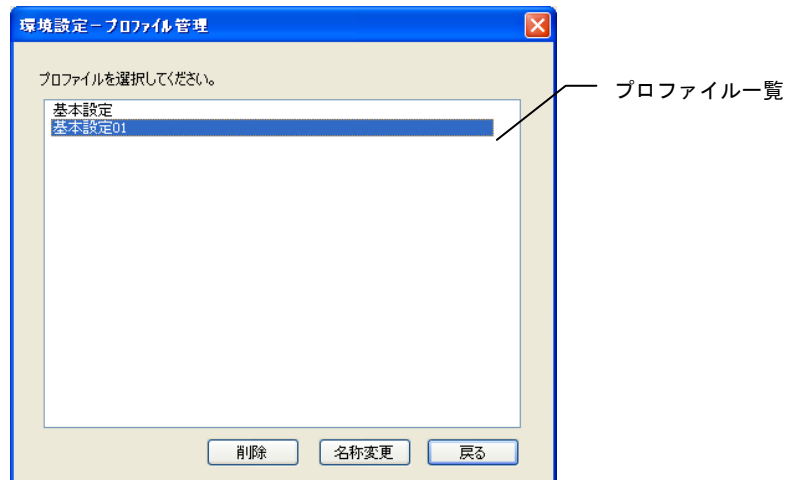 環境設定－プロファイル管理
プロファイルを選択してください。
プロファイル一覧
基本設定
基本設定01
削除
名称変更
戻る